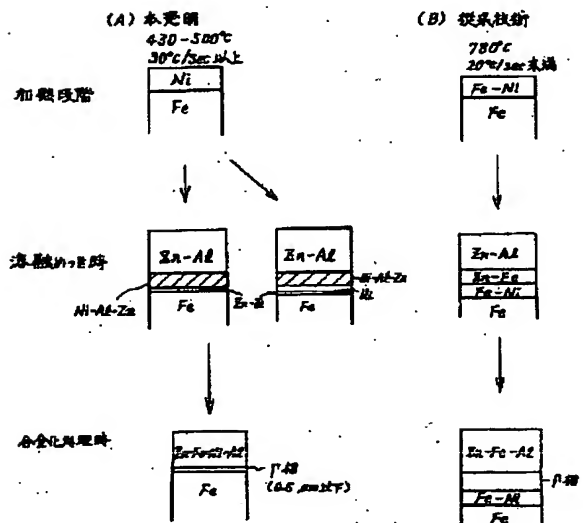 (A) 本発明
430-500℃
30℃/sec以上
(B) 従来技術
780℃
20℃/sec未満
加熱段階
Ni
Fe
Fe-Ni
Fe
溶融めっき時
Zn-Al
Zn-Al
Zn-Al
Zn-Fe
Fe-Ni
Fe
Ni-Al-Zn
Fe
Ni-Al-Zn
Ni
Fe
合金化処理時
Zn-Fe-Ni-Al
Γ相
(0.5μm以下)
Fe
Zn-Fe-Al
Γ相
Fe-Ni
Fe